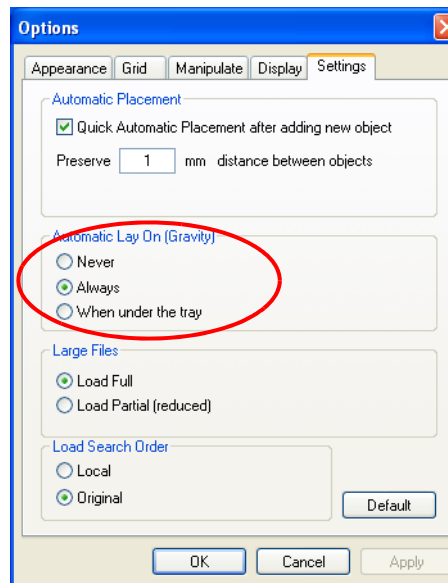 Options
Appearance Grid Manipulate Display Settings
Automatic Placement
Quick Automatic Placement after adding new object
Preserve 1 mm distance between objects
Automatic Lay On (Gravity)
Never
Always
When under the tray
Large Files
Load Full
Load Partial (reduced)
Load Search Order
Local
Original
Default
OK Cancel Apply